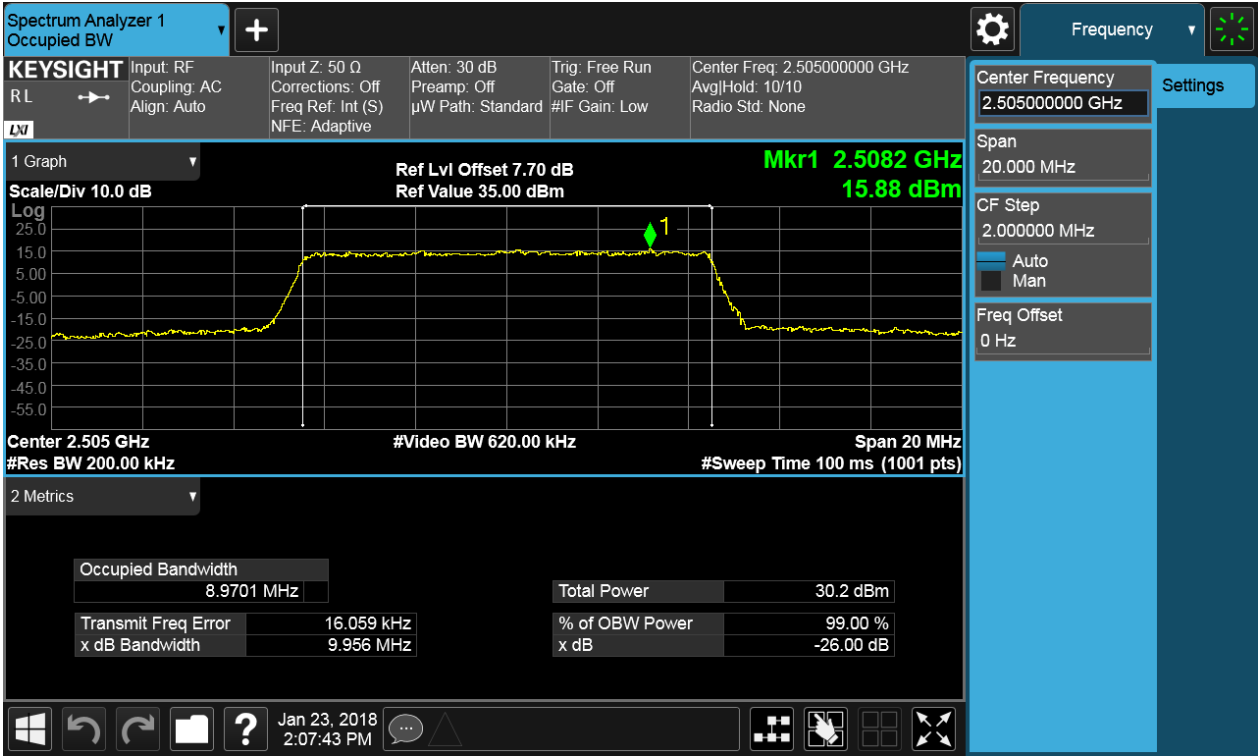 Spectrum Analyzer 1
Occupied BW
+
Frequency
KEYSIGHT
R L
LXI
Input: RF
Coupling: AC
Align: Auto
Input Z: 50 Ω
Corrections: Off
Freq Ref: Int (S)
NFE: Adaptive
Atten: 30 dB
Preamp: Off
µW Path: Standard
Trig: Free Run
Gate: Off
#IF Gain: Low
Center Freq: 2.505000000 GHz
Avg|Hold: 10/10
Radio Std: None
Center Frequency
2.505000000 GHz
Settings
Span
20.000 MHz
CF Step
2.000000 MHz
Auto
Man
Freq Offset
0 Hz
1 Graph
Scale/Div 10.0 dB
Ref Lvl Offset 7.70 dB
Ref Value 35.00 dBm
Mkr1 2.5082 GHz
15.88 dBm
Log
25.0
15.0
5.00
-5.00
-15.0
-25.0
-35.0
-45.0
-55.0
1
Center 2.505 GHz
#Video BW 620.00 kHz
Span 20 MHz
#Res BW 200.00 kHz
#Sweep Time 100 ms (1001 pts)
2 Metrics
Occupied Bandwidth
8.9701 MHz
Total Power 30.2 dBm
Transmit Freq Error 16.059 kHz
% of OBW Power 99.00 %
x dB Bandwidth 9.956 MHz
x dB -26.00 dB
?
Jan 23, 2018
2:07:43 PM